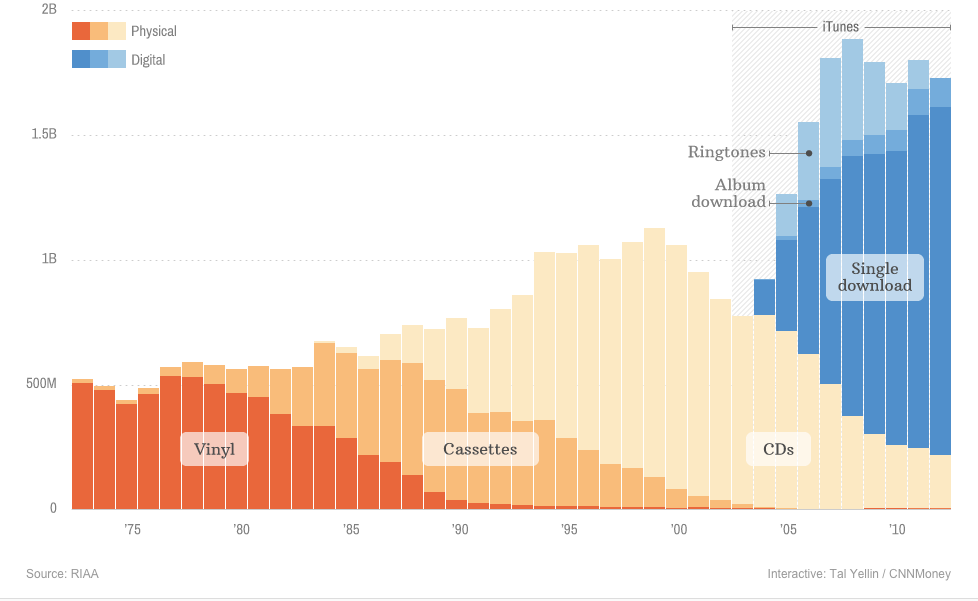 2B
iTunes
Physical
Digital
1.5B
Ringtones
Album
download
1B
Single
download
500M
Vinyl
Cassettes
CDs
0
'75
'80
'85
'90
'95
'00
'05
'10
Source: RIAA
Interactive: Tal Yellin / CNNMoney